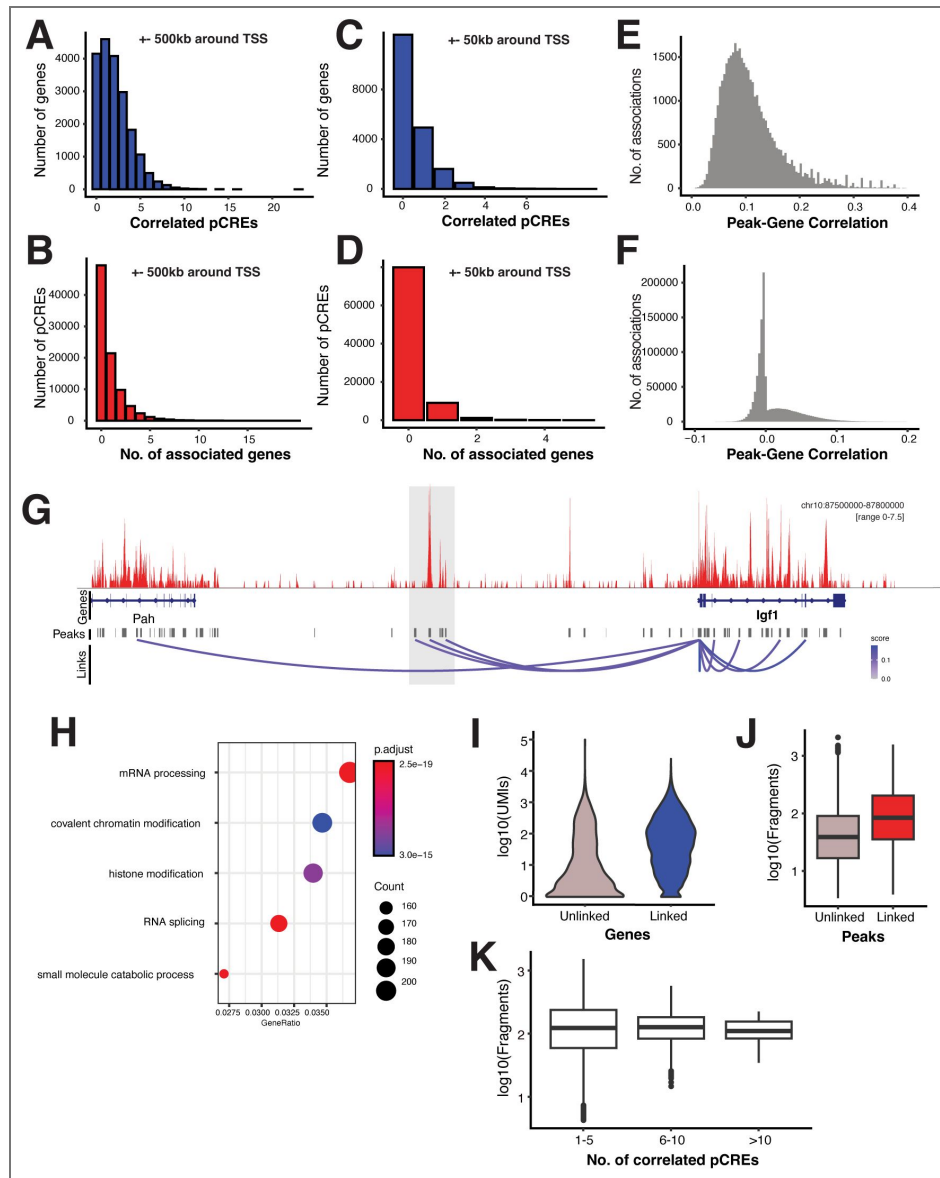 A
+- 500kb around TSS
Number of genes
4000
3000
2000
1000
0
0 5 10 20
Correlated pCREs
C
+- 50kb around TSS
Number of genes
8000
4000
0
0 2 4 6
Correlated pCREs
E
No. of associations
1500
1000
500
0
0.0 0.1 0.2 0.3 0.4
Peak-Gene Correlation
B
+- 500kb around TSS
Number of pCREs
40000
30000
20000
10000
0
0 5 10 15
No. of associated genes
D
+- 50kb around TSS
Number of pCREs
60000
40000
20000
0
0 2 4
No. of associated genes
F
No. of associations
200000
150000
100000
50000
0
−0.1 0.0 0.1 0.2
Peak-Gene Correlation
G
chr10:87500000-87800000
[range 0-7.5]
Genes
Pah
Igf1
Peaks
Links
score
0.1
0.0
H
mRNA processing
covalent chromatin modification
histone modification
RNA splicing
small molecule catabolic process
0.0275 0.0300 0.0325 0.0350
GeneRatio
p.adjust
2.5e-19
3.0e-15
Count
160
170
180
190
200
I
log10(UMIs)
5
4
3
2
1
0
Unlinked Linked
Genes
J
log10(Fragments)
3
2
1
Unlinked Linked
Peaks
K
log10(Fragments)
3
2
1
1-5 6-10 >10
No. of correlated pCREs